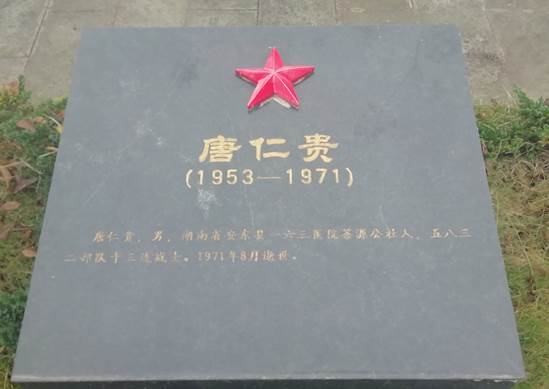 唐仁贵
(1953—1971)
唐仁贵，男，湖南省安东县一六三医院茶源公社人，五八三
二部队十三连战士。1971年8月逝世。